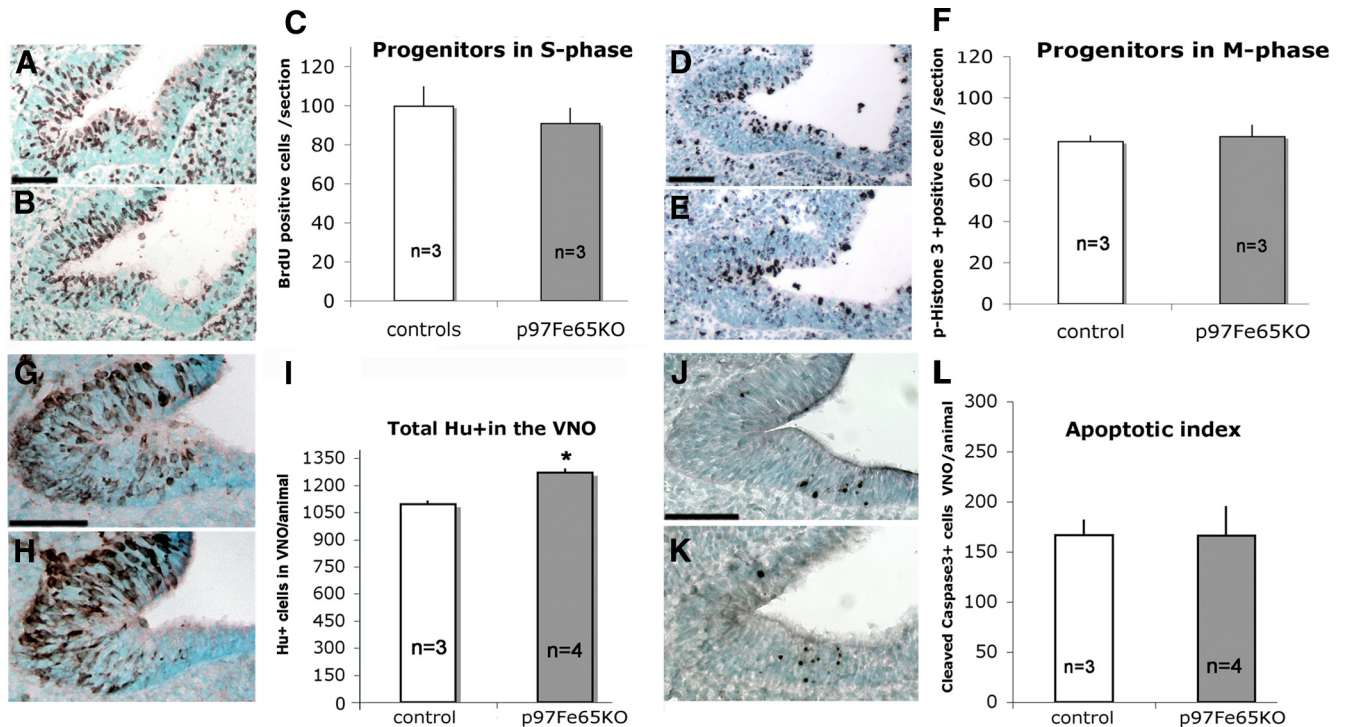 A
B
C
Progenitors in S-phase
BrdU positive cells /section
120
100
80
60
40
20
0
n=3
n=3
controls
p97Fe65KO
D
E
F
Progenitors in M-phase
p-Histone 3 +positive cells /section
120
100
80
60
40
20
0
n=3
n=3
control
p97Fe65KO
G
H
I
Total Hu+in the VNO
Hu+ clells in VNO/animal
1350
1200
1050
900
750
600
450
300
150
0
*
n=3
n=4
control
p97Fe65KO
J
K
L
Apoptotic index
Cleaved Caspase3+ cells VNO/animal
300
250
200
150
100
50
0
n=3
n=4
control
p97Fe65KO